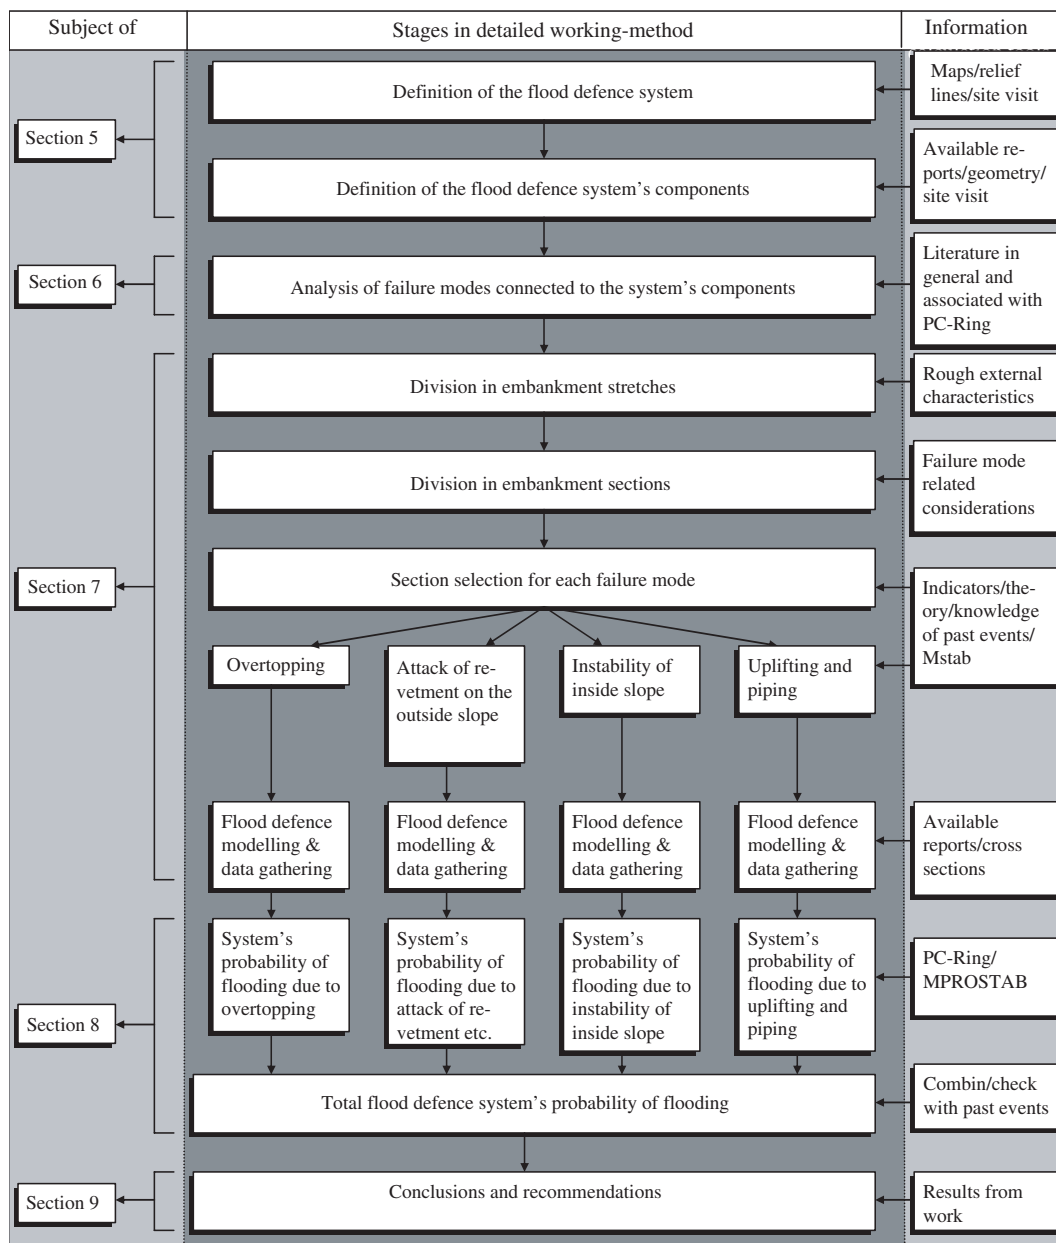 Subject of
Stages in detailed working-method
Information
Definition of the flood defence system
Maps/relief
lines/site visit
Section 5
Definition of the flood defence system's components
Available re-
ports/geometry/
site visit
Section 6
Analysis of failure modes connected to the system's components
Literature in
general and
associated with
PC-Ring
Division in embankment stretches
Rough external
characteristics
Division in embankment sections
Failure mode
related
considerations
Section 7
Section selection for each failure mode
Indicators/the-
ory/knowledge
of past events/
Mstab
Overtopping
Attack of re-
vetment on the
outside slope
Instability of
inside slope
Uplifting and
piping
Flood defence
modelling &
data gathering
Flood defence
modelling &
data gathering
Flood defence
modelling &
data gathering
Flood defence
modelling &
data gathering
Available
reports/cross
sections
Section 8
System's
probability of
flooding due to
overtopping
System's
probability of
flooding due to
attack of re-
vetment etc.
System's
probability of
flooding due to
instability of
inside slope
System's
probability of
flooding due to
uplifting and
piping
PC-Ring/
MPROSTAB
Total flood defence system's probability of flooding
Combin/check
with past events
Section 9
Conclusions and recommendations
Results from
work